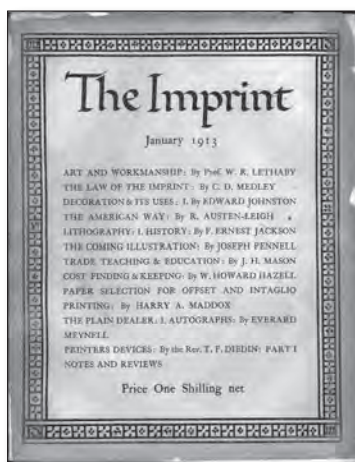 The Imprint
January 1913
ART AND WORKMANSHIP: By Prof. W. R. LETHABY
THE LAW OF THE IMPRINT: By C. D. MEDLEY
DECORATION & ITS USES: I. By EDWARD JOHNSTON
THE AMERICAN WAY: By R. AUSTEN-LEIGH
LITHOGRAPHY: I. HISTORY: By F. ERNEST JACKSON
THE COMING ILLUSTRATION: By JOSEPH PENNELL
TRADE TEACHING & EDUCATION: By J. H. MASON
COST FINDING & KEEPING: By W. HOWARD HAZELL
PAPER SELECTION FOR OFFSET AND INTAGLIO
PRINTING: By HARRY A. MADDOX
THE PLAIN DEALER: I. AUTOGRAPHS: By EVERARD
MEYNELL
PRINTERS DEVICES: By the Rev. T. F. DIBDIN: PART I
NOTES AND REVIEWS
Price One Shilling net